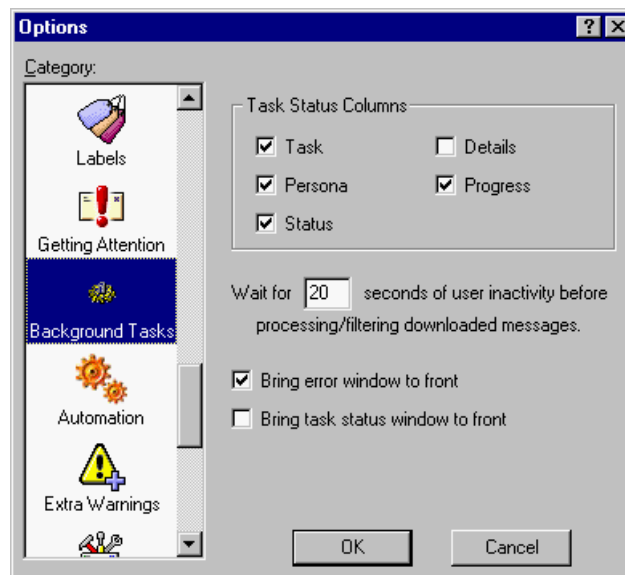 Options
Category:
Labels
Getting Attention
Background Tasks
Automation
Extra Warnings
Task Status Columns
Task
Details
Persona
Progress
Status
Wait for 20 seconds of user inactivity before
processing/filtering downloaded messages.
Bring error window to front
Bring task status window to front
OK
Cancel